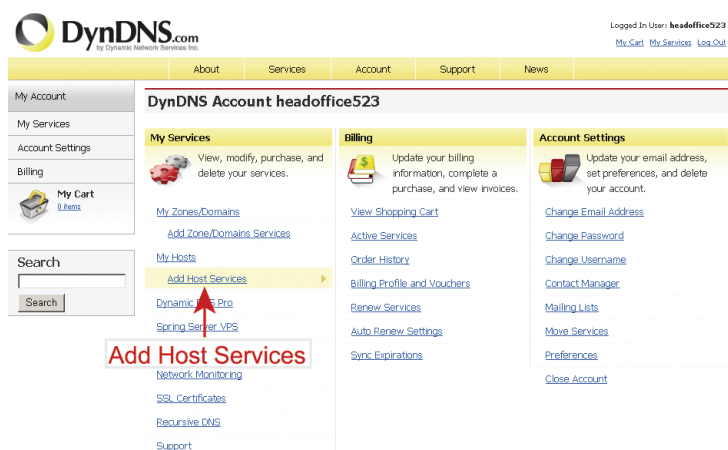 DynDNS.com
by Dynamic Network Services Inc.
Logged In User: headoffice523
My Cart My Services Log Out
About Services Account Support News
My Account
My Services
Account Settings
Billing
My Cart
0 items
Search
Search
DynDNS Account headoffice523
My Services
View, modify, purchase, and
delete your services.
My Zones/Domains
Add Zone/Domains Services
My Hosts
Add Host Services
Dynamic DNS Pro
Spring Server VPS
Add Host Services
Network Monitoring
SSL Certificates
Recursive DNS
Support
Billing
Update your billing
information, complete a
purchase, and view invoices.
View Shopping Cart
Active Services
Order History
Billing Profile and Vouchers
Renew Services
Auto Renew Settings
Sync Expirations
Account Settings
Update your email address,
set preferences, and delete
your account.
Change Email Address
Change Password
Change Username
Contact Manager
Mailing Lists
Move Services
Preferences
Close Account